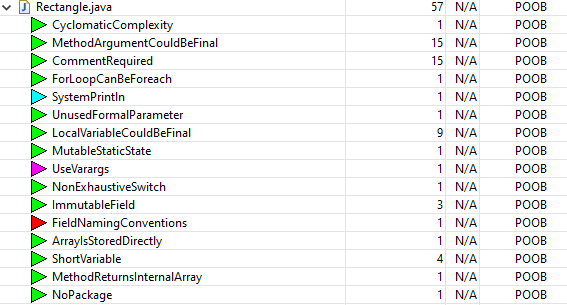 Rectangle.java 57 N/A POOB
CyclomaticComplexity 1 N/A POOB
MethodArgumentCouldBeFinal 15 N/A POOB
CommentRequired 15 N/A POOB
ForLoopCanBeForeach 1 N/A POOB
SystemPrintln 1 N/A POOB
UnusedFormalParameter 1 N/A POOB
LocalVariableCouldBeFinal 9 N/A POOB
MutableStaticState 1 N/A POOB
UseVarargs 1 N/A POOB
NonExhaustiveSwitch 1 N/A POOB
ImmutableField 3 N/A POOB
FieldNamingConventions 1 N/A POOB
ArrayIsStoredDirectly 1 N/A POOB
ShortVariable 4 N/A POOB
MethodReturnsInternalArray 1 N/A POOB
NoPackage 1 N/A POOB